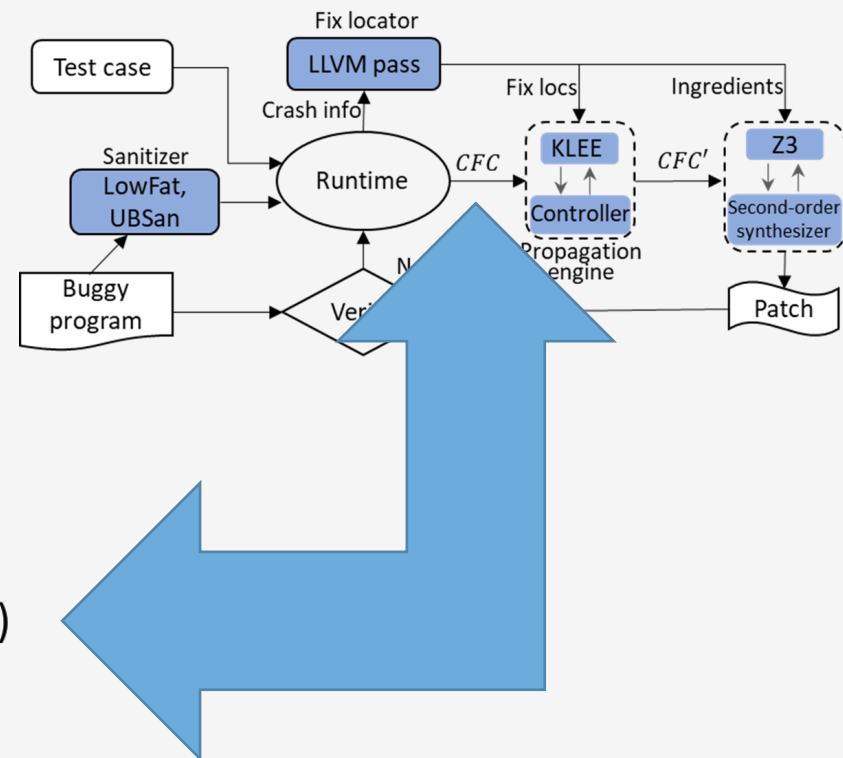 Fix locator
LLVM pass
Test case
Fix locs
Ingredients
Crash info
Sanitizer
LowFat,
UBSan
Runtime
CFC
KLEE
Controller
CFC′
Z3
Second-order
synthesizer
Propagation
engine
Buggy
program
N
Veri
Patch
)